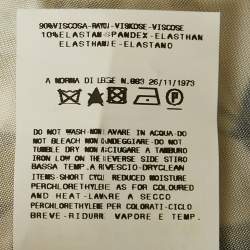 90%VISCOSA-RAYON-VISKOSE-VISCOSE
10%ELASTAN-SPANDEX-ELASTHAN
ELASTHANNE-ELASTANO
A NORMA DI LEGGE N.883 26/11/1973
P
DO NOT WASH-NON LAVARE IN ACQUA-DO
NOT BLEACH NON CANDEGGIARE-DO NOT
TUMBLE DRY NON ASCIUGARE A TAMBURO
IRON LOW ON THE REVERSE SIDE STIRO
BASSA TEMP.A ROVESCIO-DRYCLEAN
ITEMS-SHORT CYCLE REDUCED MOISTURE
PERCHLORETHYLENE AS FOR COLOURED
AND HEAT-LAVARE A SECCO
PERCHLORETHYLENE PER COLORATI-CICLO
BREVE-RIDURRE VAPORE E TEMP.